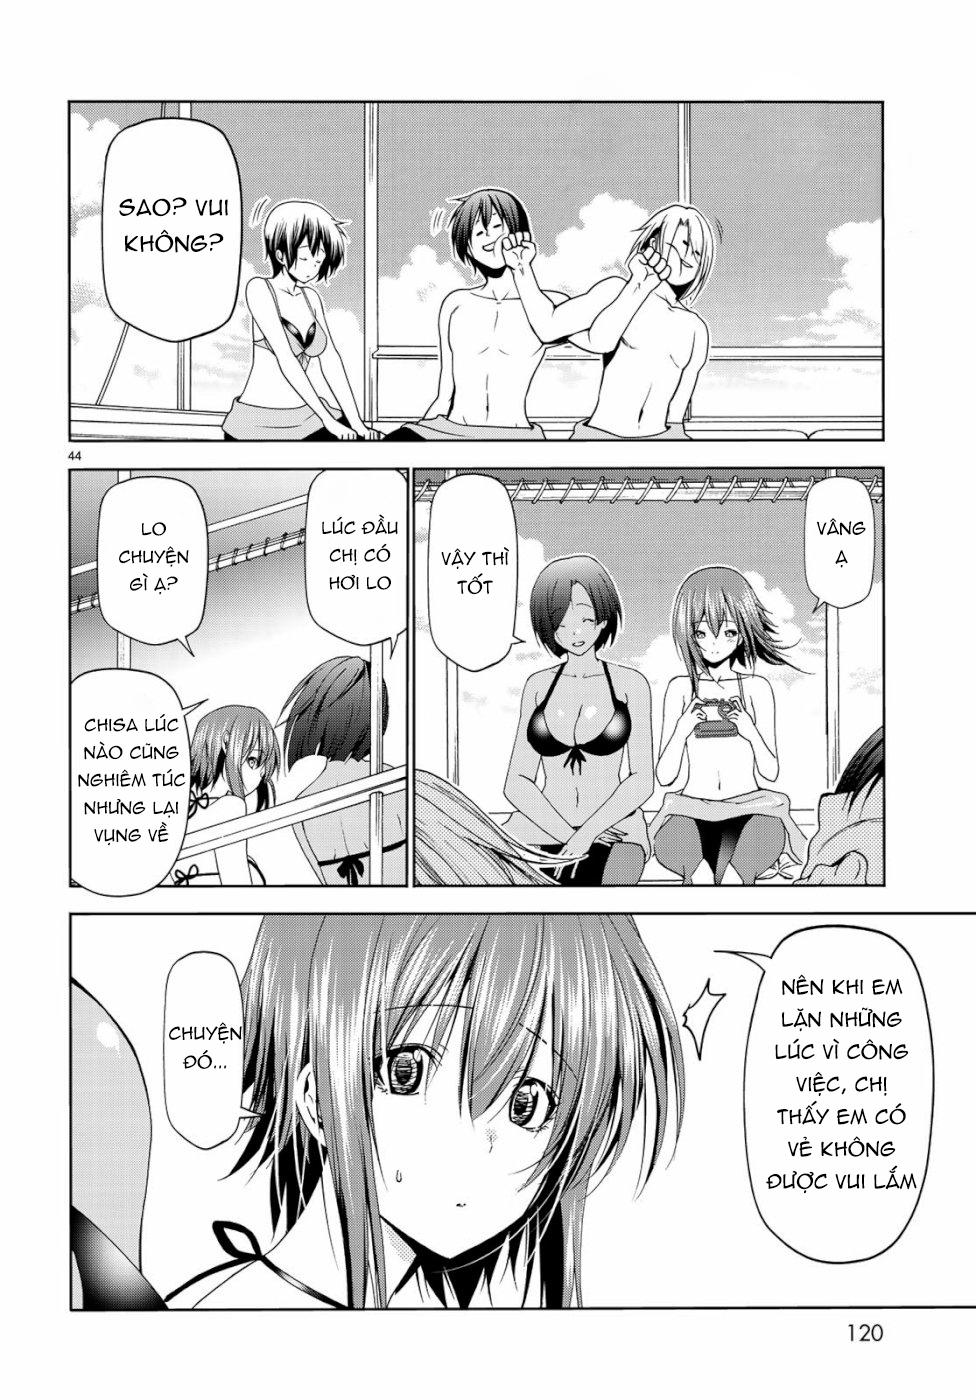 SAO? VUI
KHÔNG?
44
VÂNG
Ạ
VẬY THÌ
TỐT
LÚC ĐẦU
CHỊ CÓ
HƠI LO
LO
CHUYỆN
GÌ Ạ?
CHISA LÚC
NÀO CŨNG
NGHIÊM TÚC
NHƯNG LẠI
VỤNG VỀ
NÊN KHI EM
LẶN NHỮNG
LÚC VÌ CÔNG
VIỆC, CHỊ
THẤY EM CÓ
VẺ KHÔNG
ĐƯỢC VUI LẮM
CHUYỆN
ĐÓ...
120